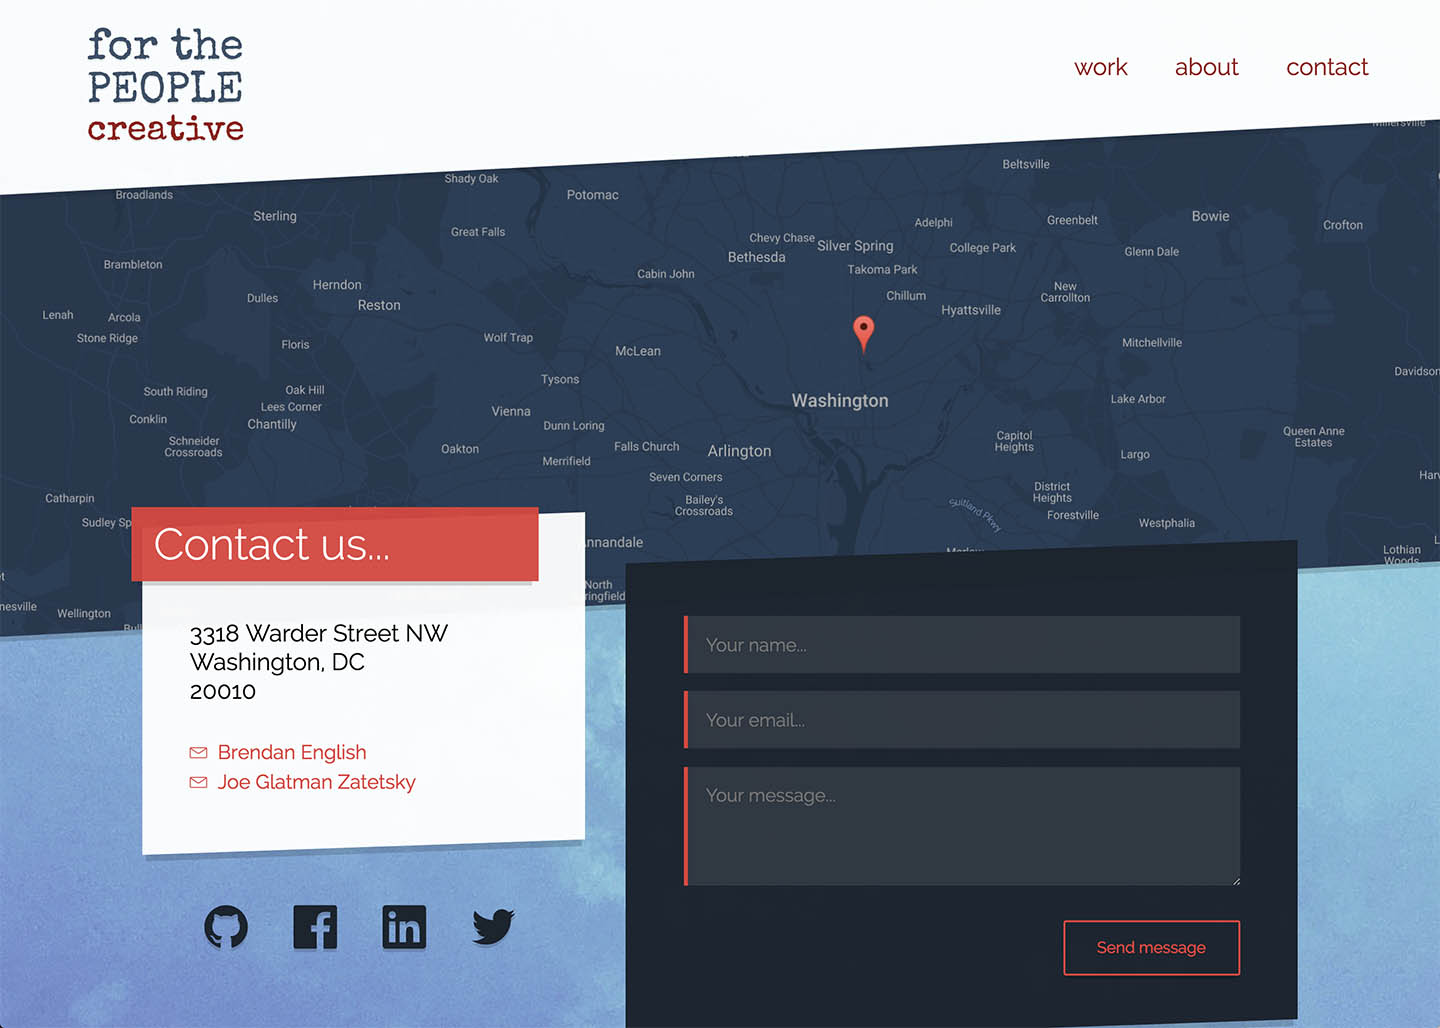 for the
PEOPLE
creative
work
about
contact
Millersville
Beltsville
Shady Oak
Broadlands
Potomac
Sterling
Bowie
Greenbelt
Adelphi
Crofton
Great Falls
Chevy Chase
Silver Spring
College Park
Glenn Dale
Bethesda
Brambleton
Takoma Park
Cabin John
Herndon
New
Carrollton
Dulles
Chillum
Reston
Hyattsville
Lenah
Arcola
Stone Ridge
Floris
Wolf Trap
McLean
Mitchellville
Davidson
Tysons
South Riding
Oak Hill
Lees Corner
Washington
Lake Arbor
Conklin
Chantilly
Vienna
Dunn Loring
Schneider
Crossroads
Oakton
Falls Church
Arlington
Capitol
Heights
Queen Anne
Estates
Merrifield
Largo
Seven Corners
Catharpin
Bailey's
Crossroads
District
Heights
Suitland Pkwy
Forestville
Westphalia
Sudley Sp
Har
nnandale
Lothian
Woods
North
ringfield
nesville
Wellington
Contact us...
3318 Warder Street NW
Washington, DC
20010
Brendan English
Joe Glatman Zatetsky
Your name...
Your email...
Your message...
Send message